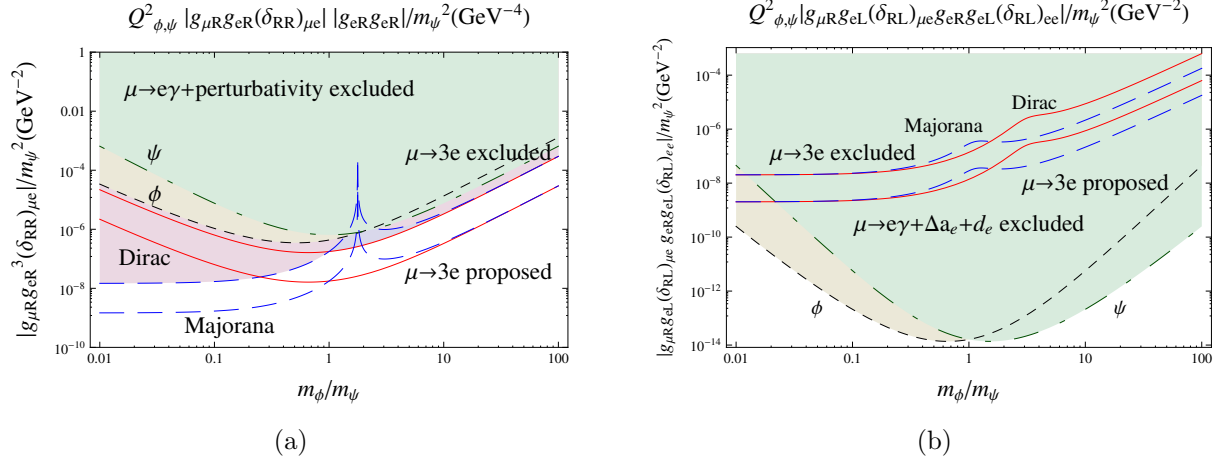 Q²_{ϕ,ψ} |g_{μR}g_{eR}(δ_{RR})_{μe}| |g_{eR}g_{eR}|/m_ψ²(GeV⁻⁴)
|g_{μR}g_{eR}³(δ_{RR})_{μe}|/m_ψ²(GeV⁻²)
1
0.01
10⁻⁴
10⁻⁶
10⁻⁸
10⁻¹⁰
μ→eγ+perturbativity excluded
ψ
μ→3e excluded
ϕ
Dirac
μ→3e proposed
Majorana
0.01 0.1 1 10 100
m_ϕ/m_ψ
(a)
Q²_{ϕ,ψ}|g_{μR}g_{eL}(δ_{RL})_{μe} g_{eR}g_{eL}(δ_{RL})_{ee}|/m_ψ²(GeV⁻²)
|g_{μR}g_{eL}(δ_{RL})_{μe} g_{eR}g_{eL}(δ_{RL})_{ee}|/m_ψ²(GeV⁻²)
10⁻⁴
10⁻⁶
10⁻⁸
10⁻¹⁰
10⁻¹²
10⁻¹⁴
Dirac
Majorana
μ→3e excluded
μ→3e proposed
μ→eγ+Δa_e+d_e excluded
ϕ
ψ
0.01 0.1 1 10 100
m_ϕ/m_ψ
(b)